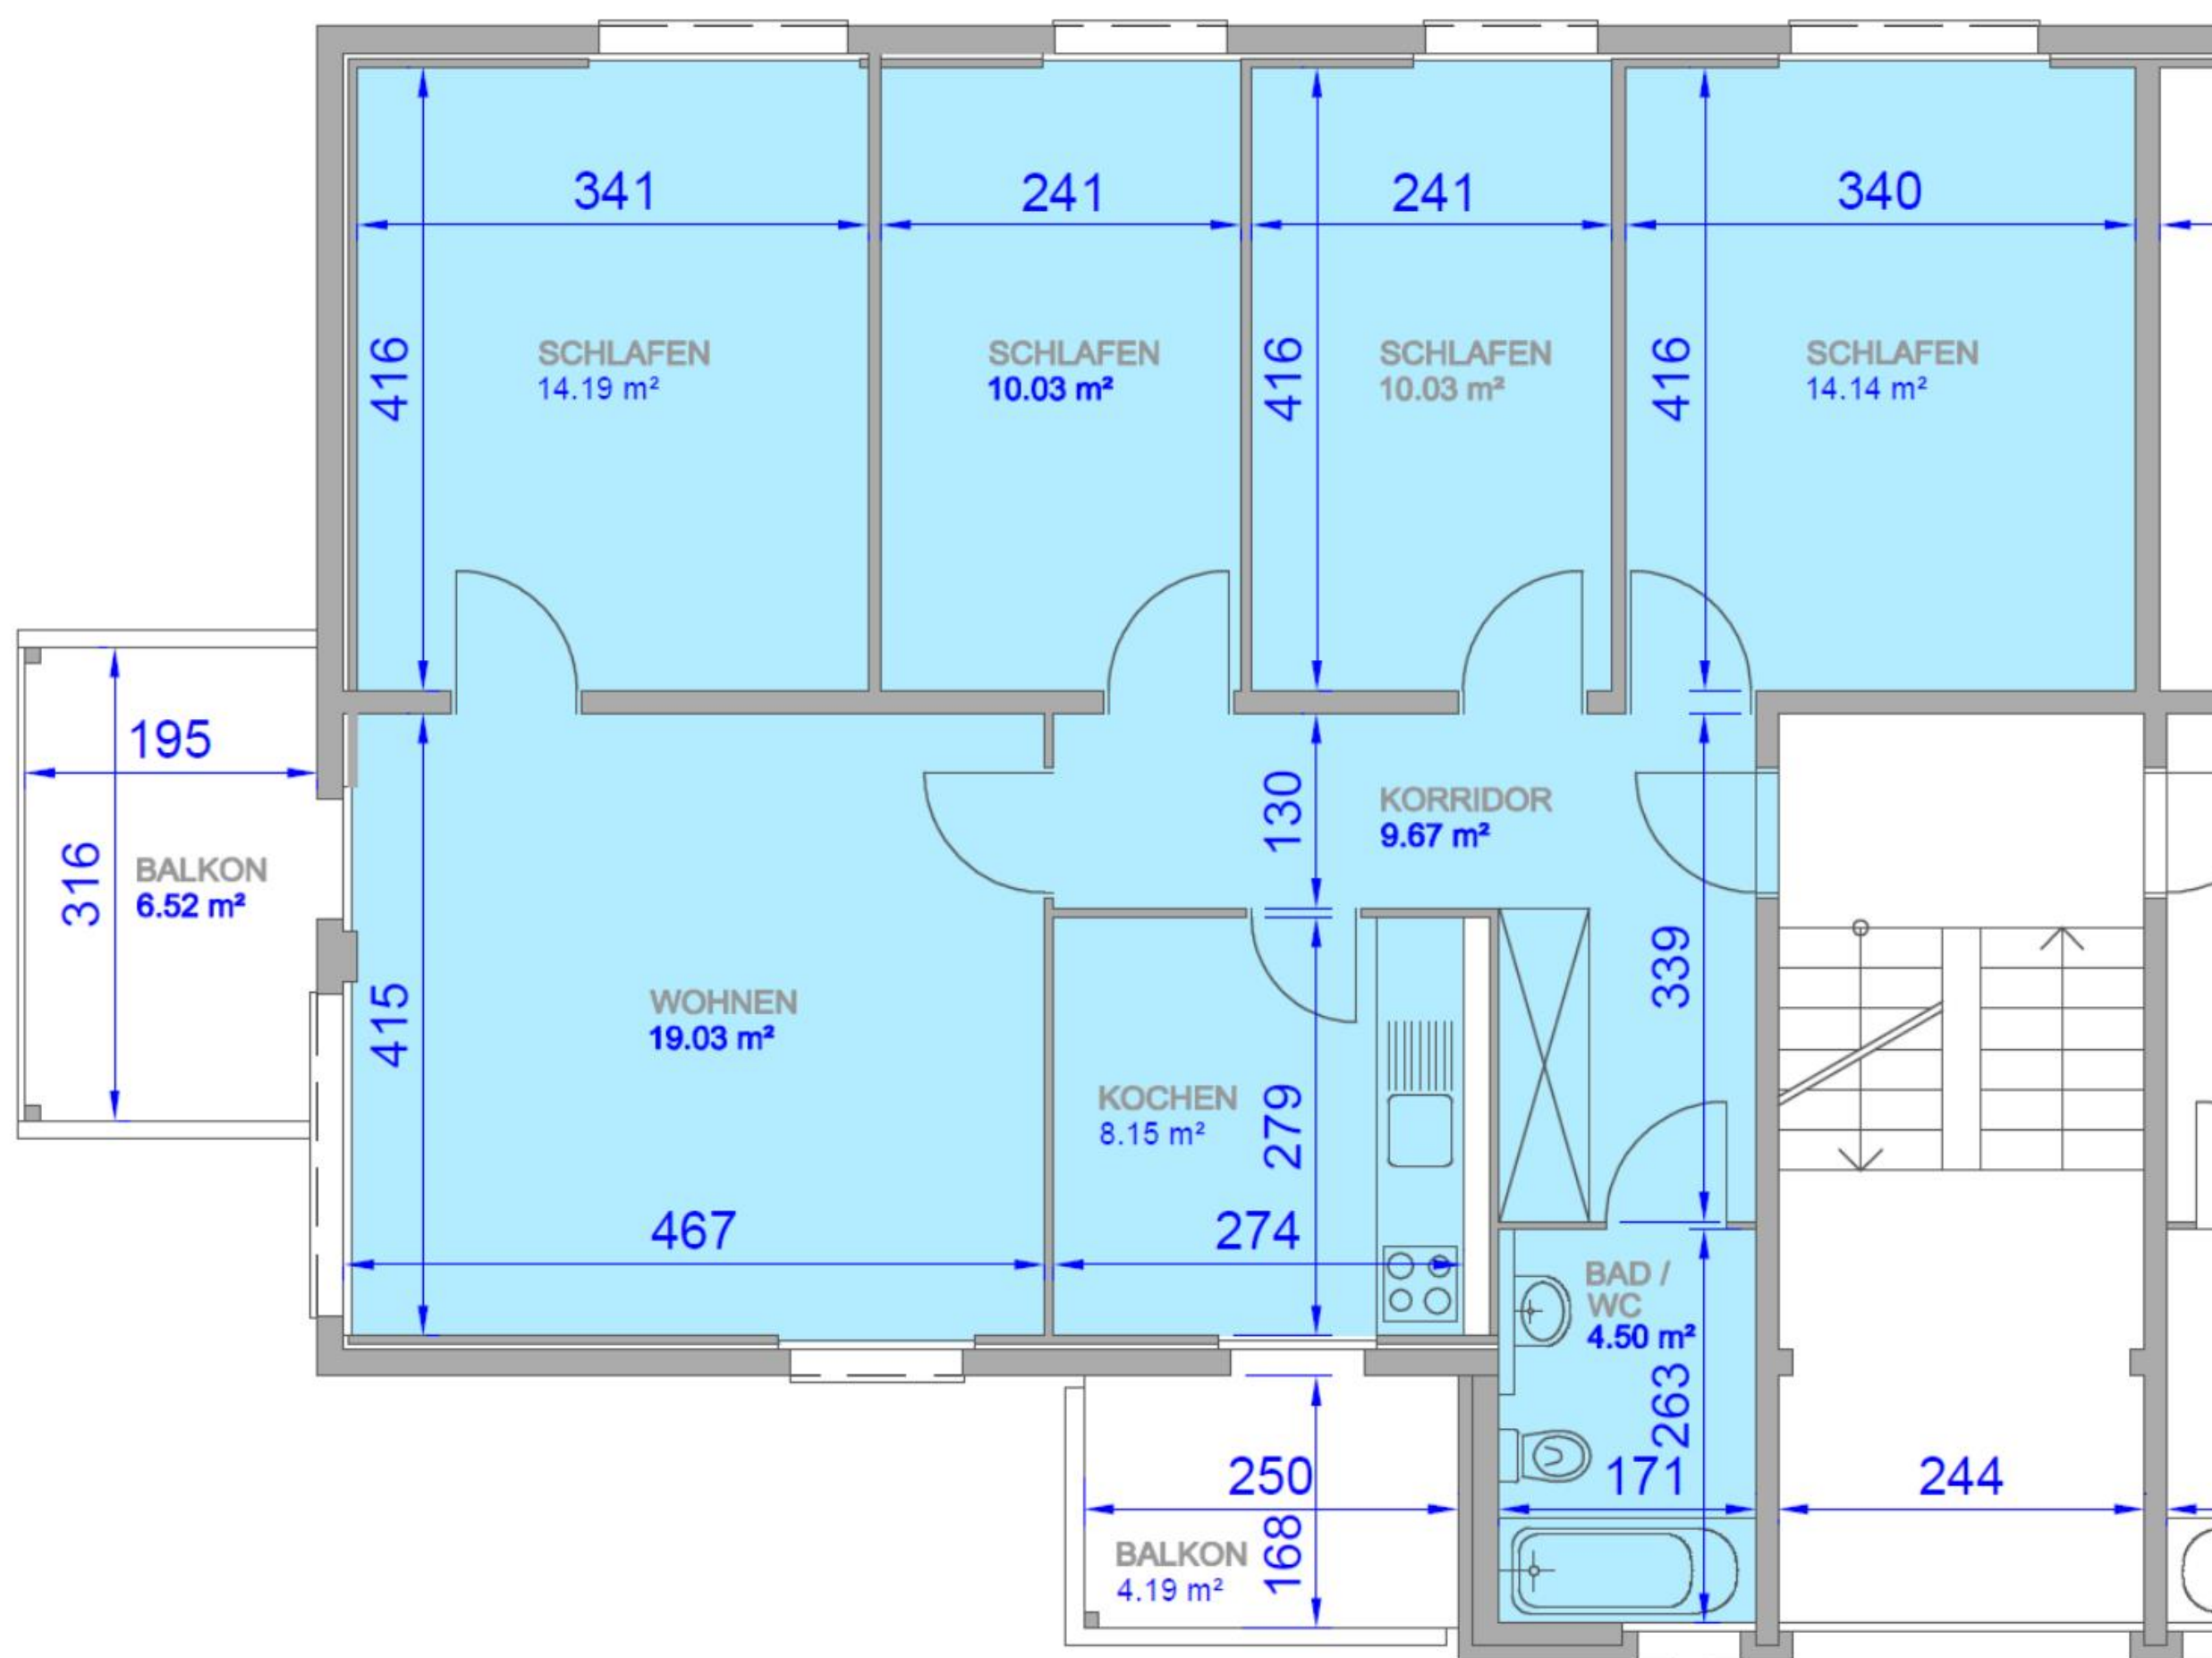 341
241
241
340
416
SCHLAFEN
14.19 m²
SCHLAFEN
10.03 m²
416
SCHLAFEN
10.03 m²
416
SCHLAFEN
14.14 m²
195
316
BALKON
6.52 m²
130
KORRIDOR
9.67 m²
415
WOHNEN
19.03 m²
339
KOCHEN
8.15 m²
279
467
274
BAD /
WC
4.50 m²
263
250
171
244
BALKON
4.19 m²
168